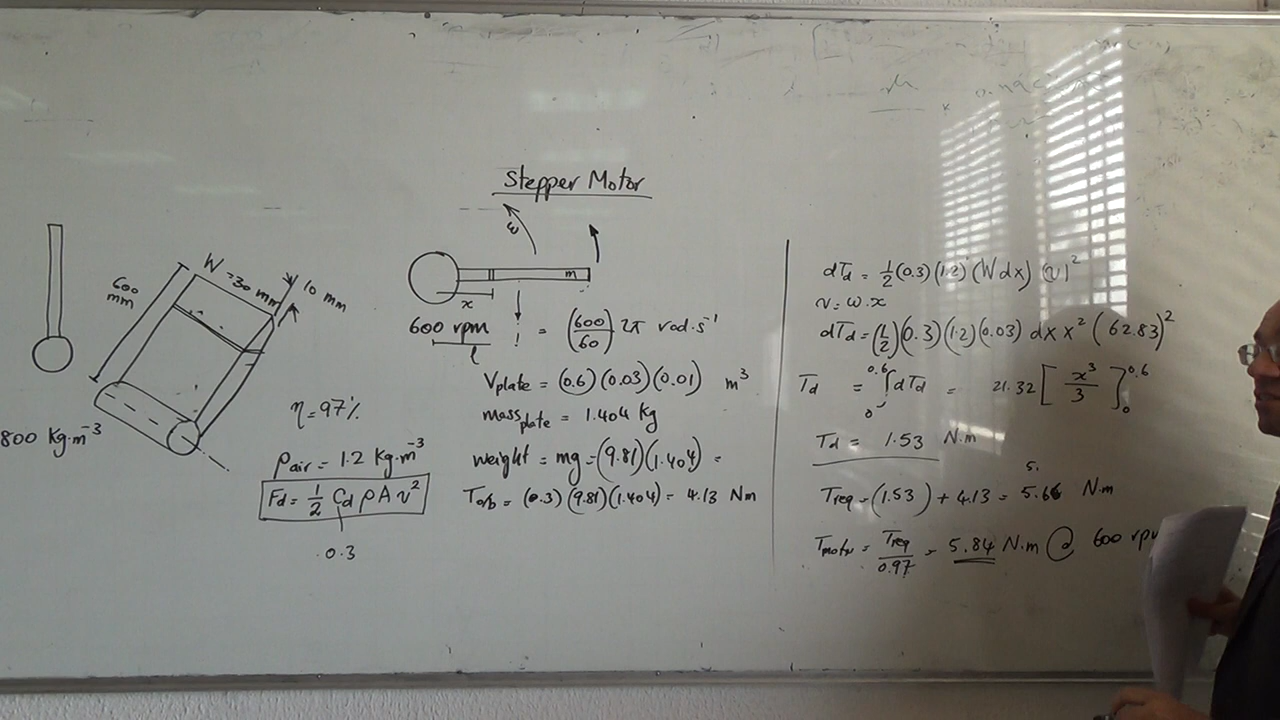 Stepper Motor
600 mm
W = 30 mm
10 mm
800 Kg·m⁻³
η = 97%
ρair = 1.2 Kg·m⁻³
Fd = 1/2 Cd ρ A v²
0.3
ω
m
x
600 rpm = (600/60) 2π rad·s⁻¹
l
Vplate = (0.6)(0.03)(0.01) m³
massplate = 1.404 Kg
weight = mg = (9.81)(1.404) =
Torb = (0.3)(9.81)(1.404) = 4.13 Nm
dTd = 1/2 (0.3)(1.2)(W dx)(v)²
v = ω·x
dTd = (1/2)(0.3)(1.2)(0.03) dx x² (62.83)²
Td = ∫₀^0.6 dTd = 21.32 [x³/3]₀^0.6
Td = 1.53 N.m
5.
Treq = (1.53) + 4.13 = 5.66 N.m
Tmotor = Treq/0.97 = 5.84 N.m @ 600 rpm